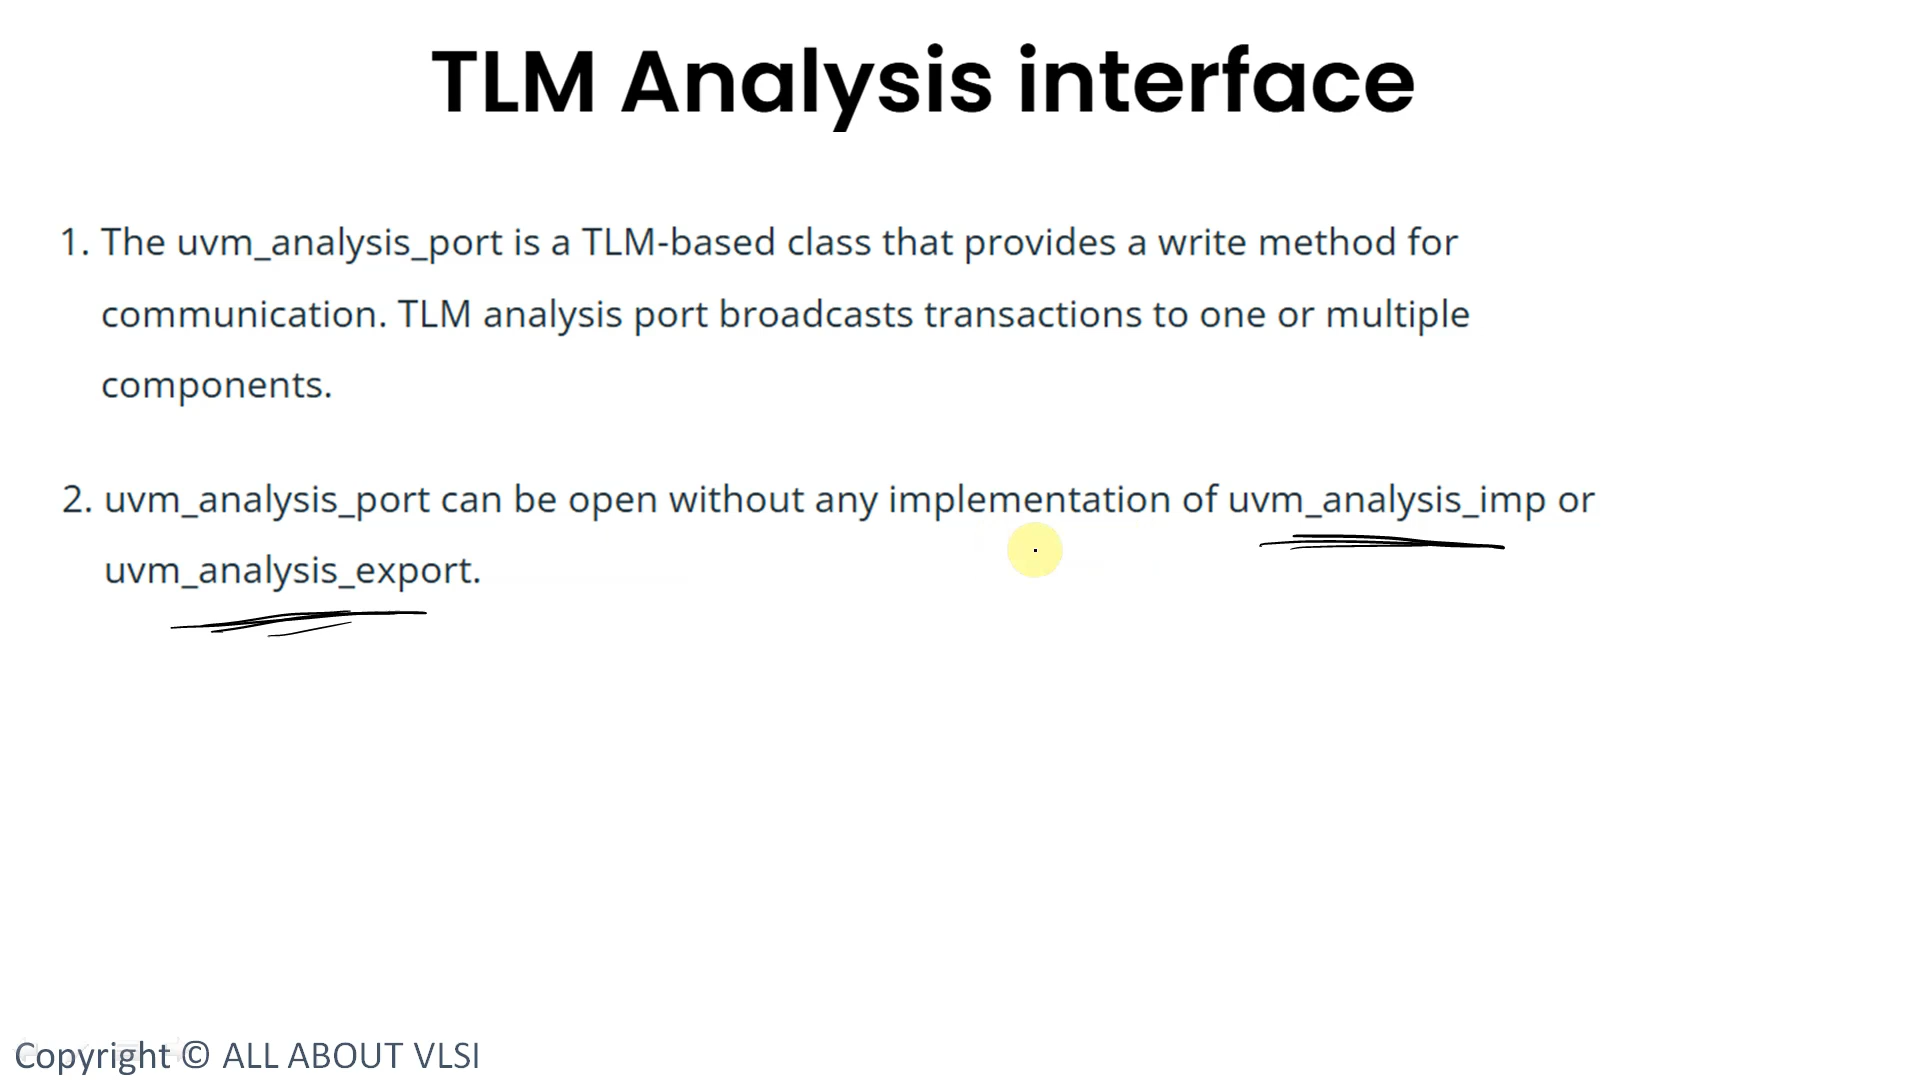 TLM Analysis interface
1. The uvm_analysis_port is a TLM-based class that provides a write method for
communication. TLM analysis port broadcasts transactions to one or multiple
components.
2. uvm_analysis_port can be open without any implementation of uvm_analysis_imp or
uvm_analysis_export.
Copyright © ALL ABOUT VLSI